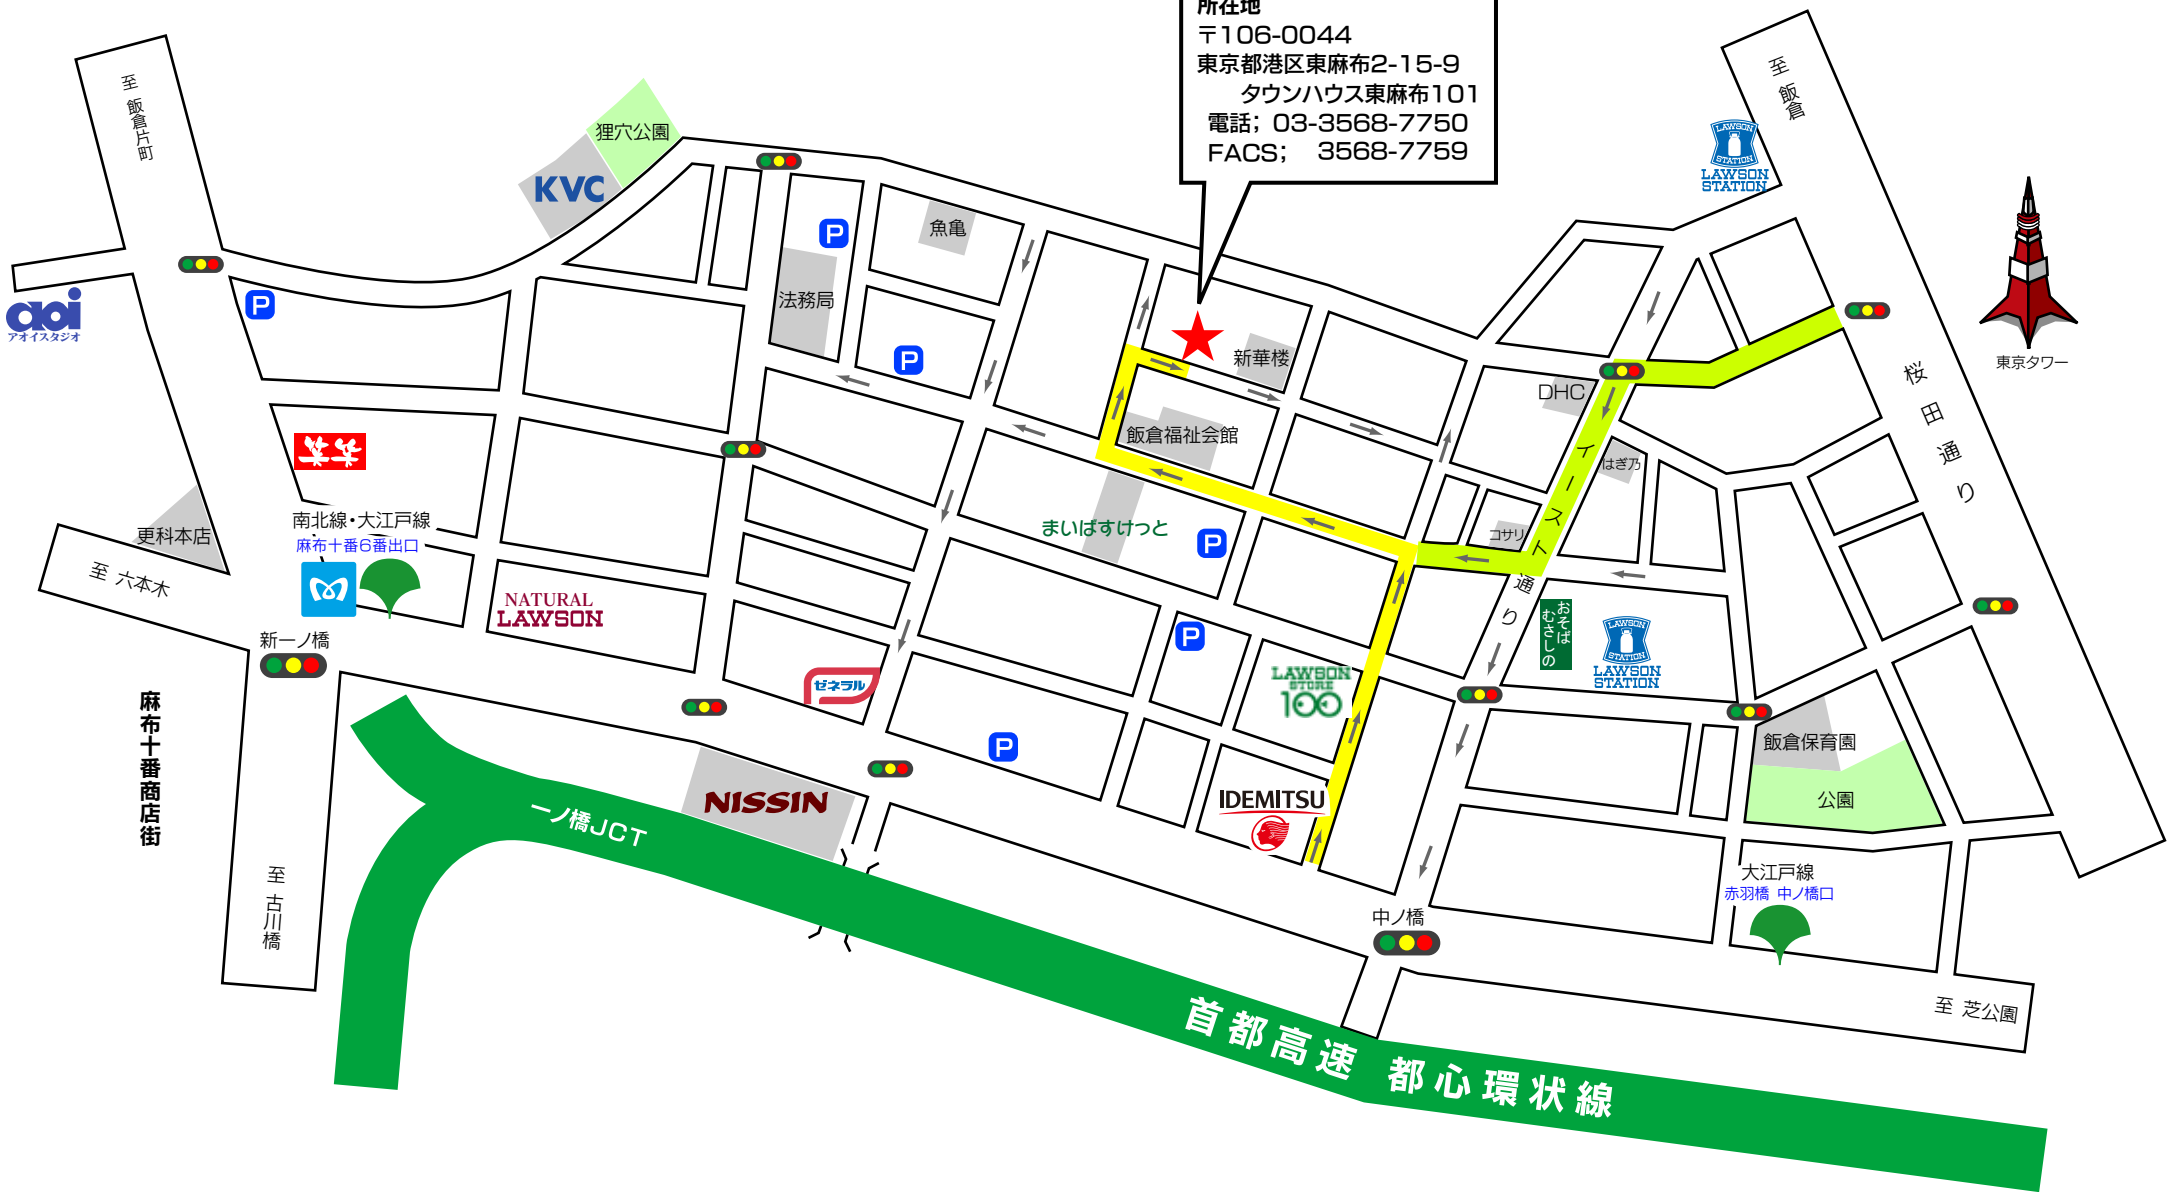 所在地
〒106-0044
東京都港区東麻布2-15-9
タウンハウス東麻布101
電話; 03-3568-7750
FACS; 3568-7759
至 飯倉片町
狸穴公園
KVC
魚亀
法務局
P
P
P
aoi
アオイスタジオ
新華楼
飯倉福祉会館
まいばすけっと
P
至 飯倉
LAWSON
STATION
LAWSON
STATION
東京タワー
桜田通り
DHC
はぎ乃
コサリ
イースト通り
おそば
むさしの
LAWSON
STATION
LAWSON
STATION
更科本店
至 六本木
南北線・大江戸線
麻布十番6番出口
新一ノ橋
NATURAL
LAWSON
ゼネラル
P
P
LAWSON
STORE
100
IDEMITSU
NISSIN
麻布十番商店街
至 古川橋
一ノ橋JCT
飯倉保育園
公園
大江戸線
赤羽橋 中ノ橋口
中ノ橋
至 芝公園
首都高速 都心環状線